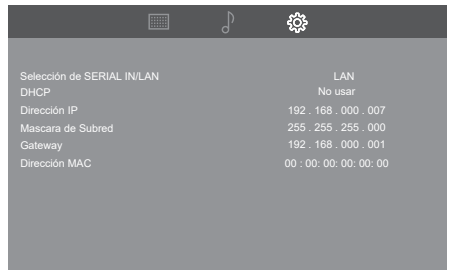 Selección de SERIAL IN/LAN LAN
DHCP No usar
Dirección IP 192 . 168 . 000 . 007
Mascara de Subred 255 . 255 . 255 . 000
Gateway 192 . 168 . 000 . 001
Dirección MAC 00 : 00: 00: 00: 00: 00